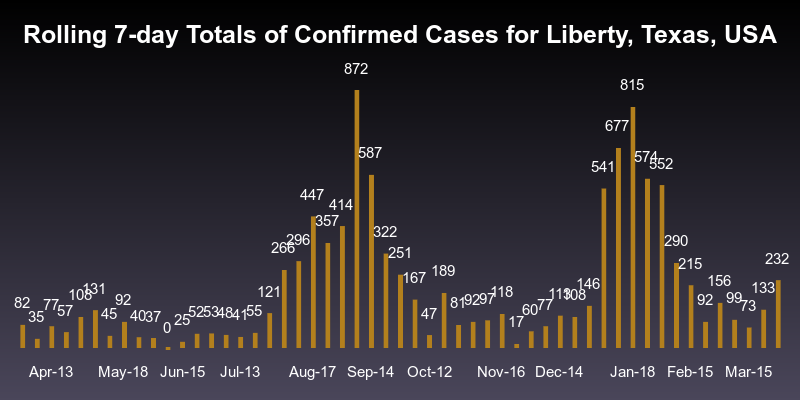 Rolling 7-day Totals of Confirmed Cases for Liberty, Texas, USA
82 35 77 57 108 131 45 92 40 37 0 25 52 53 48 41 55 121 266 296 447 357 414 872 587 322 251 167 47 189 81 92 97 118 17 60 77 113 108 146 541 677 815 574 552 290 215 92 156 99 73 133 232
Apr-13 May-18 Jun-15 Jul-13 Aug-17 Sep-14 Oct-12 Nov-16 Dec-14 Jan-18 Feb-15 Mar-15